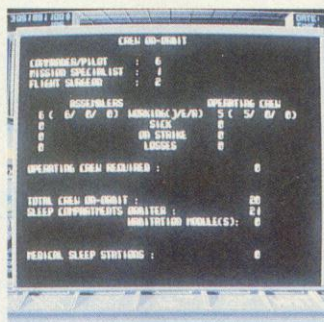 CREW ON-ORBIT
COMMANDER/PILOT : 6
MISSION SPECIALIST : 1
FLIGHT SURGEON : 2
ASSEMBLERS OPERATING CREW
6 ( 6/ 0/ 0) WORKING(J/E/A) 5 ( 5/ 0/ 0)
0 SICK 0
0 ON STRIKE 0
0 LOSSES 0
OPERATING CREW REQUIRED : 0
TOTAL CREW ON-ORBIT : 20
SLEEP COMPARTMENTS ORBITER : 21
HABITATION MODULE(S): 0
MEDICAL SLEEP STATIONS : 0